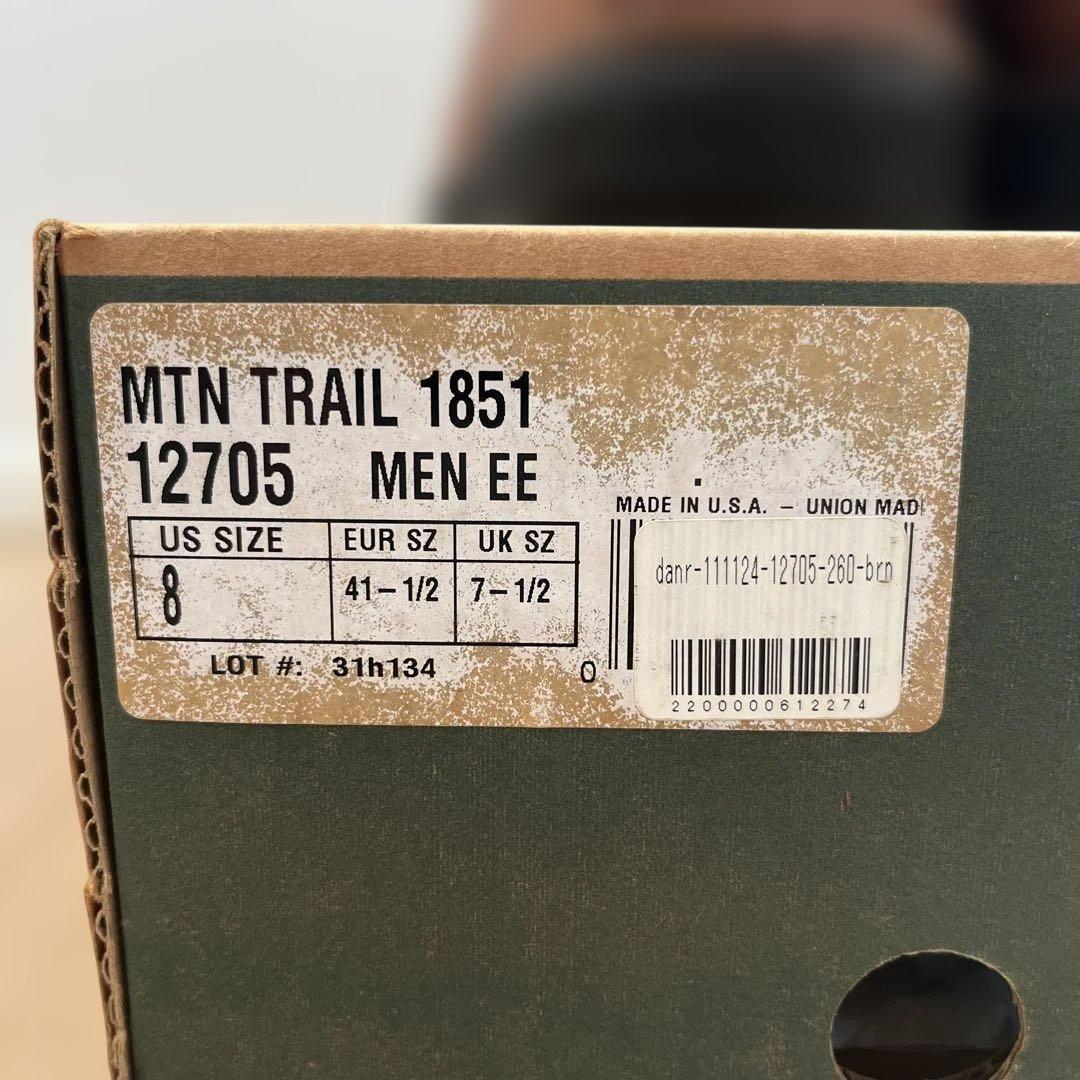 MTN TRAIL 1851
12705 MEN EE
US SIZE EUR SZ UK SZ
8 41-1/2 7-1/2
LOT #: 31h134
MADE IN U.S.A. - UNION MAD
0
danr-111124-12705-260-brn
2200000612274